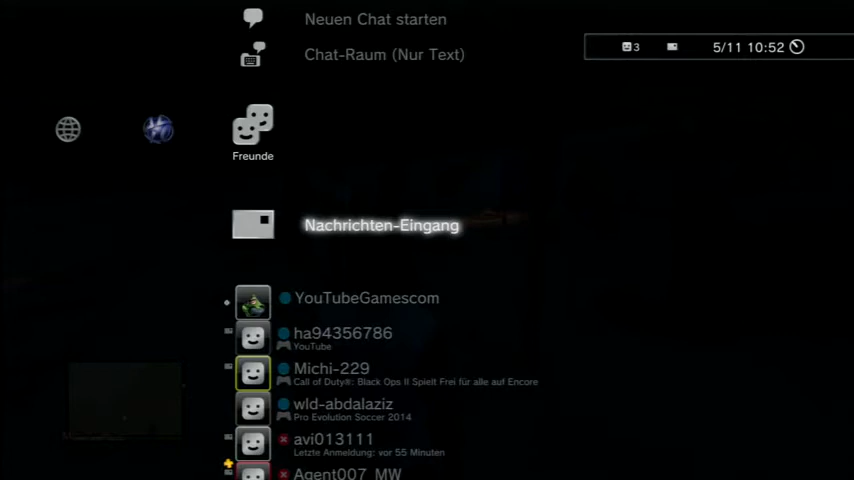 Neuen Chat starten
Chat-Raum (Nur Text)
3
5/11 10:52
Freunde
Nachrichten-Eingang
YouTubeGamescom
ha94356786
YouTube
Michi-229
Call of Duty®: Black Ops II Spielt Frei für alle auf Encore
wld-abdalaziz
Pro Evolution Soccer 2014
avi013111
Letzte Anmeldung: vor 55 Minuten
Agent007_MW